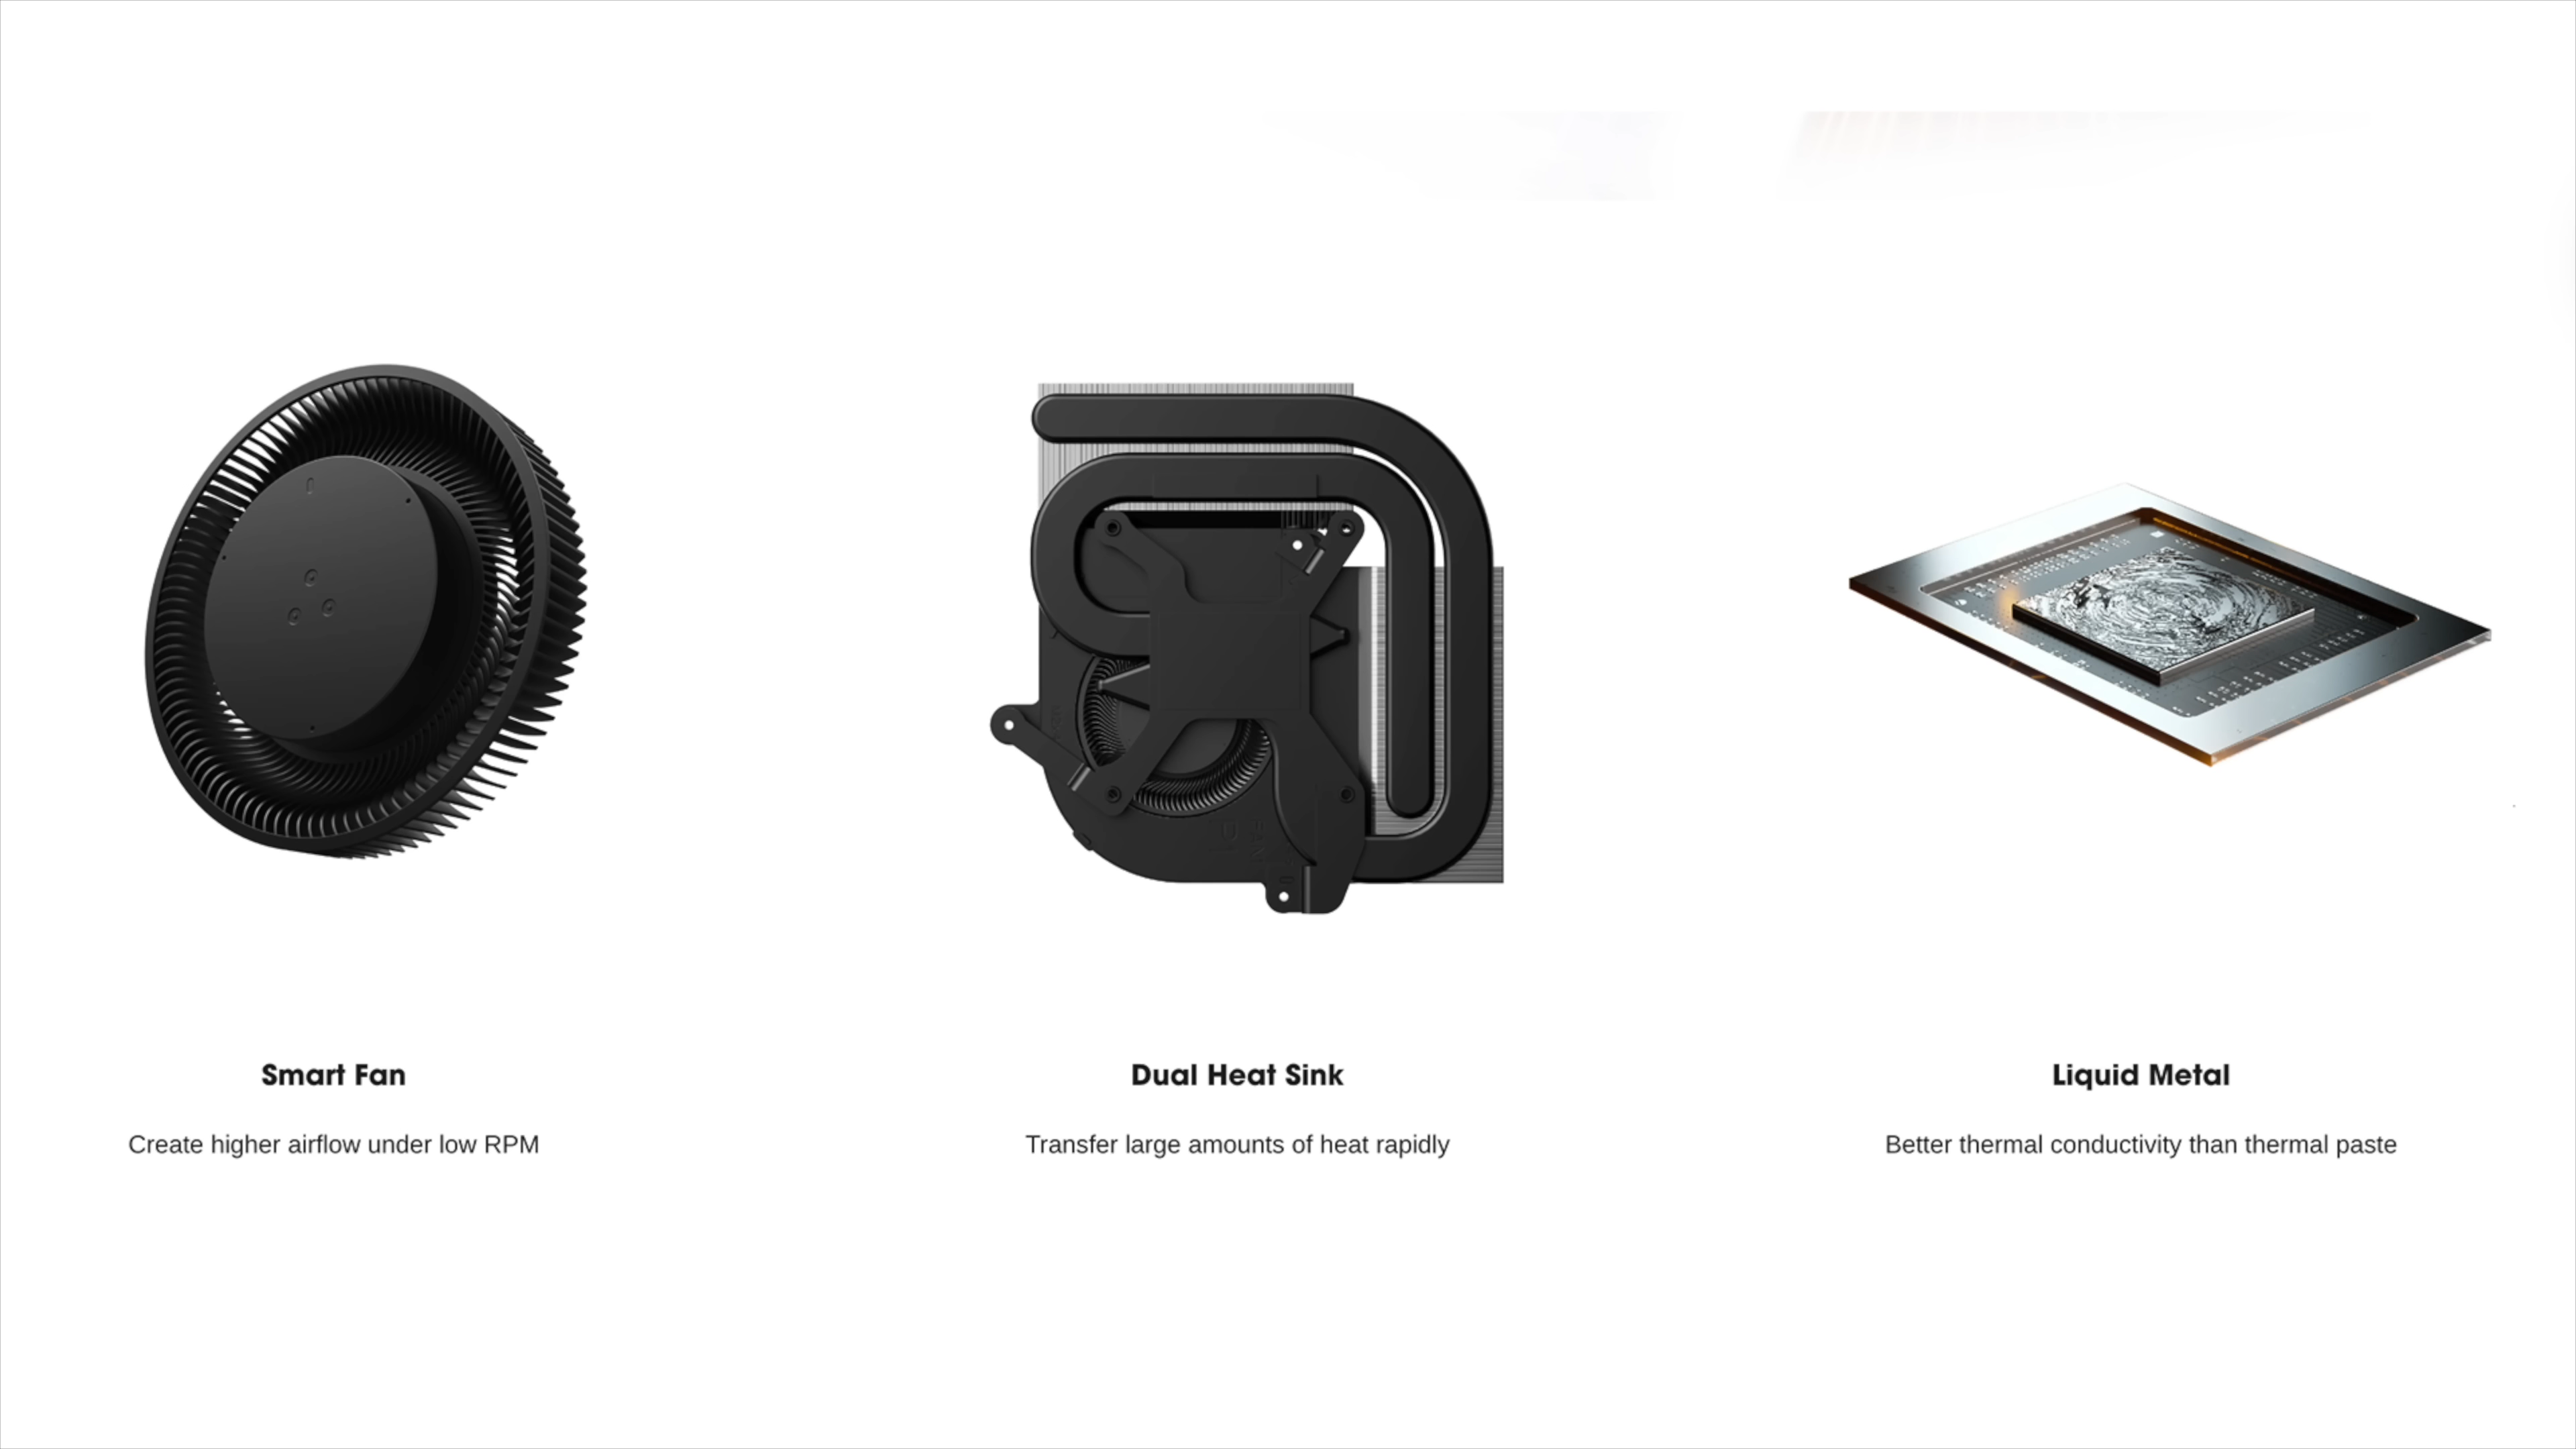 Smart Fan
Create higher airflow under low RPM
Dual Heat Sink
Transfer large amounts of heat rapidly
Liquid Metal
Better thermal conductivity than thermal paste